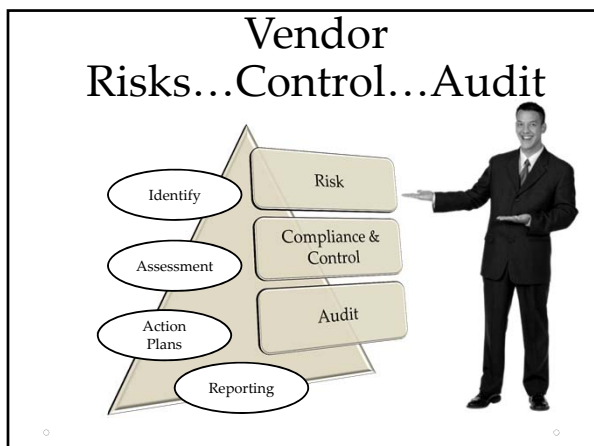 Vendor
Risks…Control…Audit
Identify
Risk
Compliance &
Control
Assessment
Audit
Action
Plans
Reporting